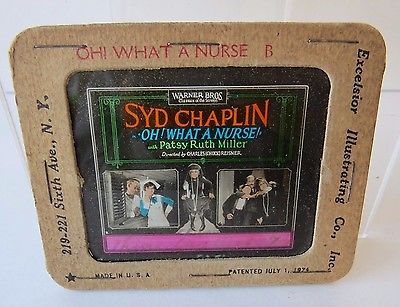 OH! WHAT A NURSE B
WARNER BROS.
Classics of the Screen
SYD CHAPLIN
OH! WHAT A NURSE!
with Patsy Ruth Miller
Directed by CHARLES (CHUCK) REISNER.
219-221 Sixth Ave., N. Y.
Excelsior Illustrating Co., Inc.
MADE IN U. S. A
PATENTED JULY 1, 1924